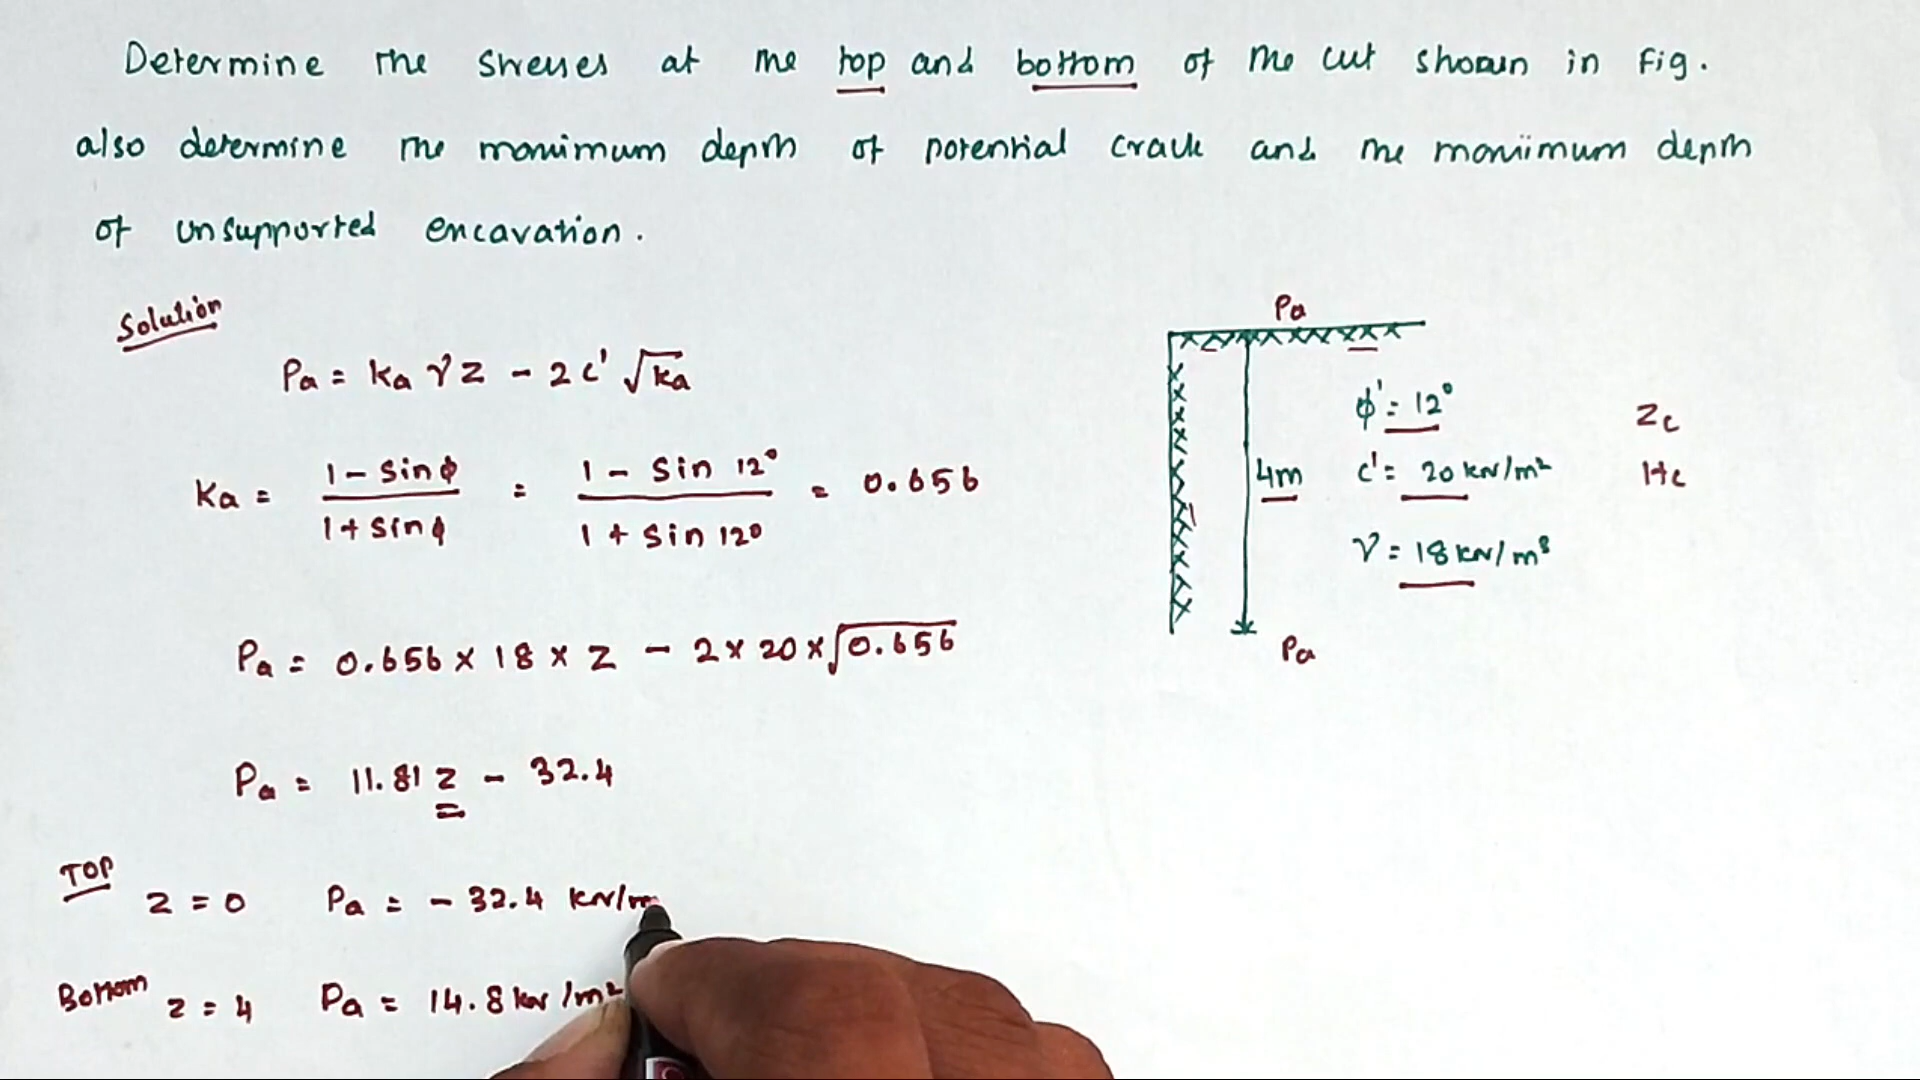 Determine the stresses at the top and bottom of the cut shown in fig.
also determine the maximum depth of potential crack and the maximum depth
of unsupported excavation.
Solution
Pa = ka γ z - 2 c' √ka
Ka = (1 - sin φ) / (1 + sin φ) = (1 - sin 12°) / (1 + sin 12°) = 0.656
Pa = 0.656 x 18 x z - 2 x 20 x √0.656
Pa = 11.81 z - 32.4
TOP z = 0 Pa = - 32.4 kN/m
Bottom z = 4 Pa = 14.8 kN/m²
Pa
φ' = 12°
4m c' = 20 kN/m²
γ = 18 kN/m³
Pa
Zc
Hc